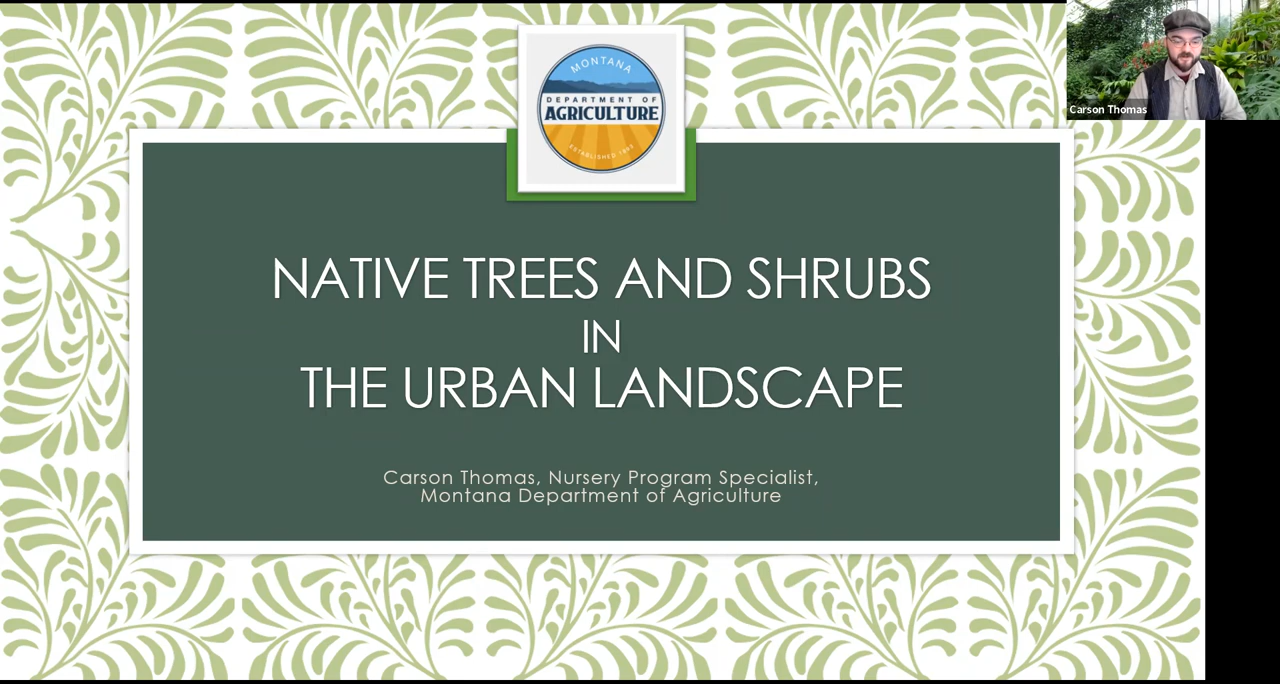 MONTANA
DEPARTMENT OF
AGRICULTURE
ESTABLISHED 1893
Carson Thomas
NATIVE TREES AND SHRUBS
IN
THE URBAN LANDSCAPE
Carson Thomas, Nursery Program Specialist,
Montana Department of Agriculture